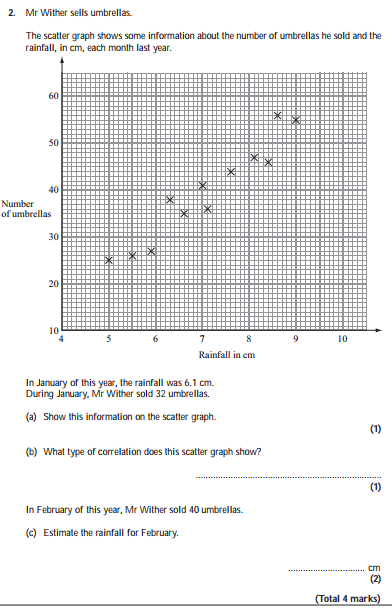 2. Mr Wither sells umbrellas.
The scatter graph shows some information about the number of umbrellas he sold and the
rainfall, in cm, each month last year.
60
50
40
Number
of umbrellas
30
20
10
4 5 6 7 8 9 10
Rainfall in cm
In January of this year, the rainfall was 6.1 cm.
During January, Mr Wither sold 32 umbrellas.
(a) Show this information on the scatter graph.
(1)
(b) What type of correlation does this scatter graph show?
..............................................................
(1)
In February of this year, Mr Wither sold 40 umbrellas.
(c) Estimate the rainfall for February.
.......................... cm
(2)
(Total 4 marks)